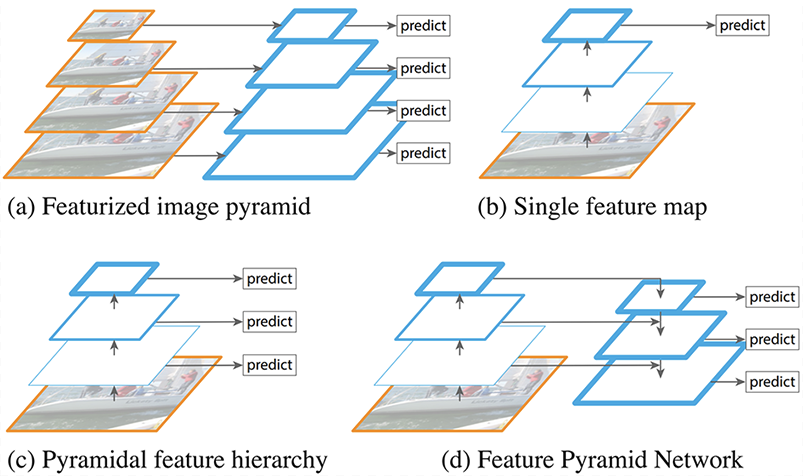 predict
predict
predict
predict
(a) Featurized image pyramid
predict
(b) Single feature map
predict
predict
predict
(c) Pyramidal feature hierarchy
predict
predict
predict
(d) Feature Pyramid Network